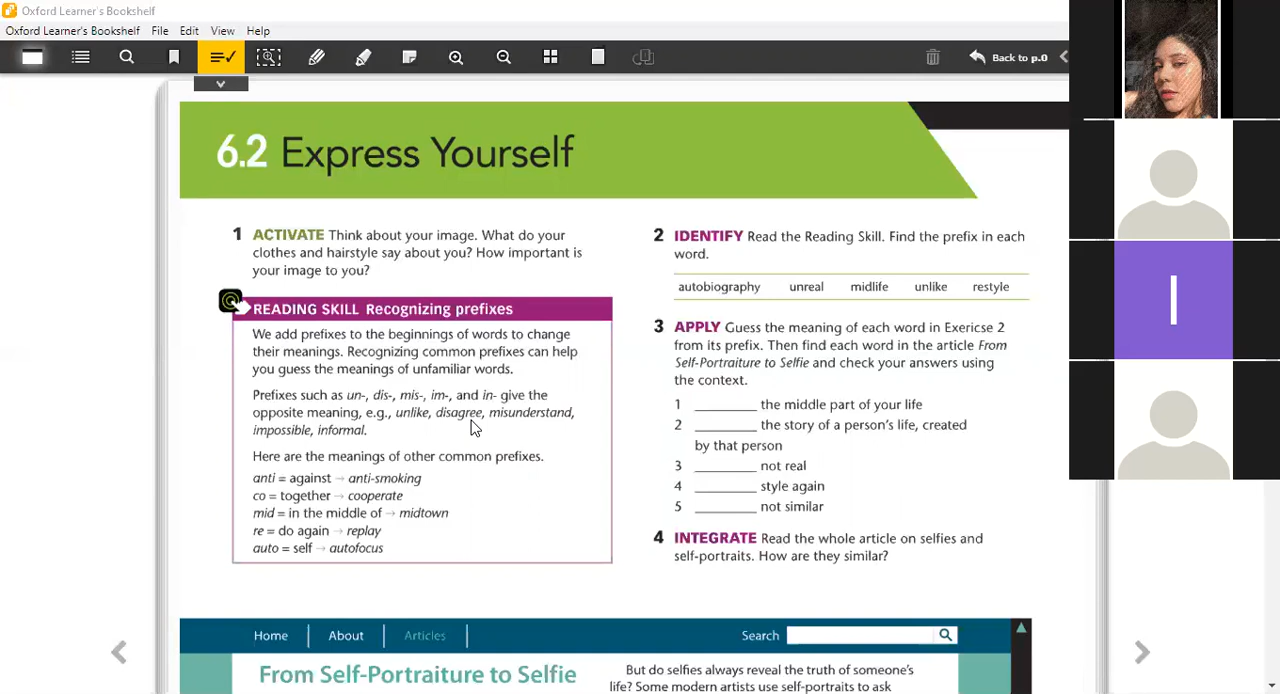 Oxford Learner's Bookshelf
Oxford Learner's Bookshelf File Edit View Help
Back to p.0
6.2 Express Yourself
1 ACTIVATE Think about your image. What do your
clothes and hairstyle say about you? How important is
your image to you?
READING SKILL Recognizing prefixes
We add prefixes to the beginnings of words to change
their meanings. Recognizing common prefixes can help
you guess the meanings of unfamiliar words.
Prefixes such as un-, dis-, mis-, im-, and in- give the
opposite meaning, e.g., unlike, disagree, misunderstand,
impossible, informal.
Here are the meanings of other common prefixes.
anti = against → anti-smoking
co = together → cooperate
mid = in the middle of → midtown
re = do again → replay
auto = self → autofocus
2 IDENTIFY Read the Reading Skill. Find the prefix in each
word.
autobiography unreal midlife unlike restyle
3 APPLY Guess the meaning of each word in Exericse 2
from its prefix. Then find each word in the article From
Self-Portraiture to Selfie and check your answers using
the context.
1 ________ the middle part of your life
2 ________ the story of a person's life, created
by that person
3 ________ not real
4 ________ style again
5 ________ not similar
4 INTEGRATE Read the whole article on selfies and
self-portraits. How are they similar?
I
Home About Articles Search
From Self-Portraiture to Selfie
But do selfies always reveal the truth of someone's
life? Some modern artists use self-portraits to ask